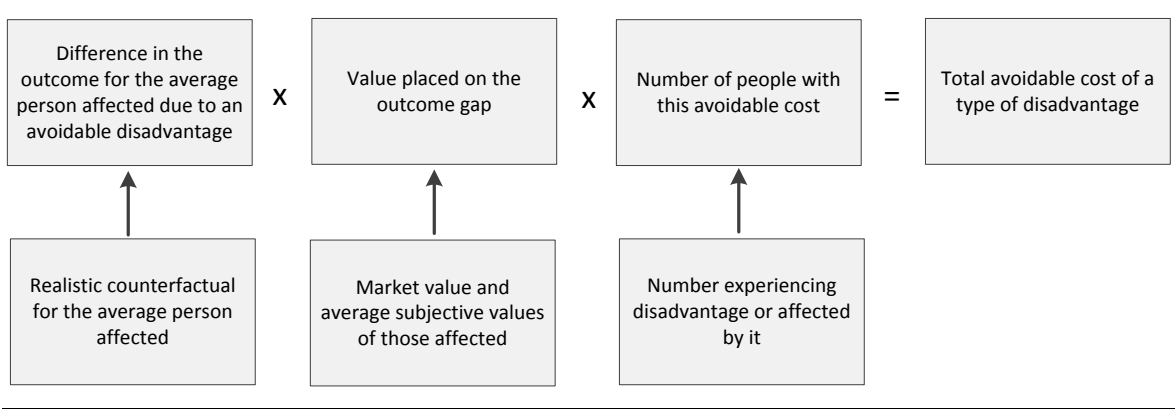 Difference in the
outcome for the average
person affected due to an
avoidable disadvantage
x
Value placed on the
outcome gap
x
Number of people with
this avoidable cost
=
Total avoidable cost of a
type of disadvantage
Realistic counterfactual
for the average person
affected
Market value and
average subjective values
of those affected
Number experiencing
disadvantage or affected
by it